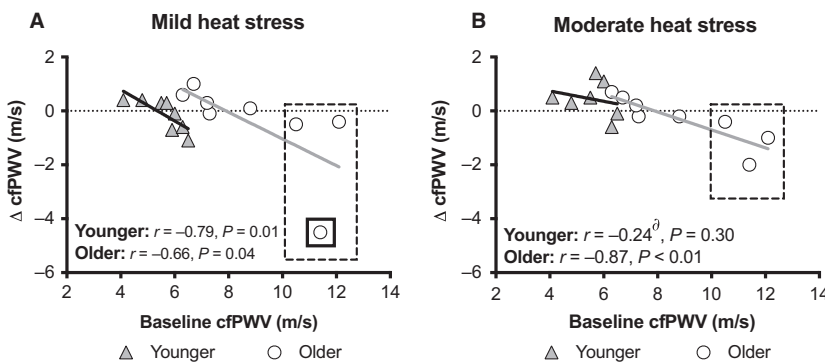 A
Mild heat stress
2
0
−2
−4
−6
Δ cfPWV (m/s)
Younger: r = −0.79, P = 0.01
Older: r = −0.66, P = 0.04
2 4 6 8 10 12 14
Baseline cfPWV (m/s)
Younger Older
B
Moderate heat stress
2
0
−2
−4
−6
Δ cfPWV (m/s)
Younger: r = −0.24∂, P = 0.30
Older: r = −0.87, P < 0.01
2 4 6 8 10 12 14
Baseline cfPWV (m/s)
Younger Older